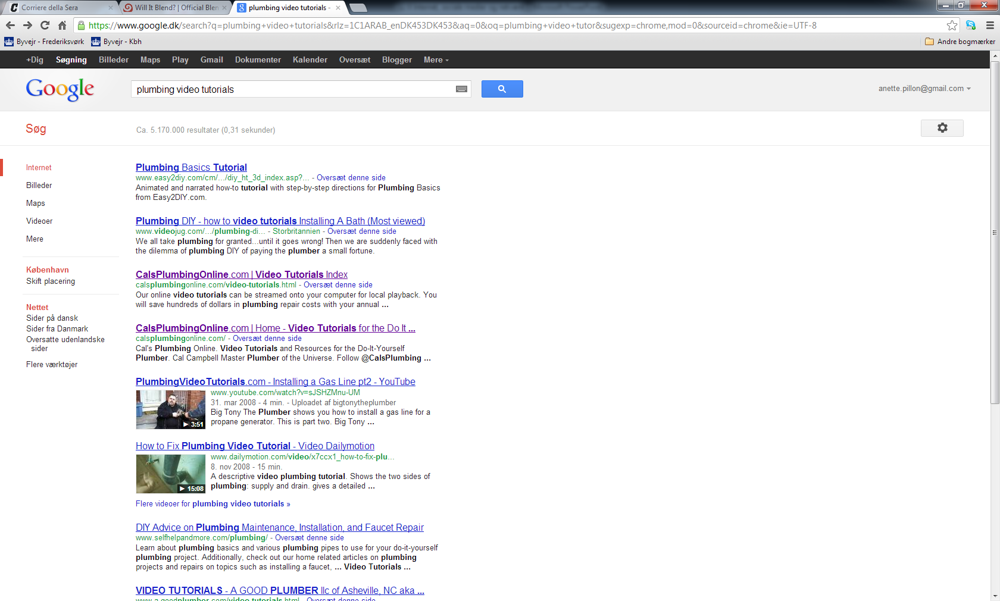 Corriere della Sera
Will It Blend? | Official Blen
plumbing video tutorials -
https://www.google.dk/search?q=plumbing+video+tutorials&rlz=1C1ARAB_enDK453DK453&aq=0&oq=plumbing+video+tutor&sugexp=chrome,mod=0&sourceid=chrome&ie=UTF-8
Byvejr - Frederiksværk
Byvejr - Kbh
Andre bogmærker
+Dig Søgning Billeder Maps Play Gmail Dokumenter Kalender Oversæt Blogger Mere
Google
plumbing video tutorials
anette.pillon@gmail.com
Søg
Ca. 5.170.000 resultater (0,31 sekunder)
Internet
Billeder
Maps
Videoer
Mere
København
Skift placering
Nettet
Sider på dansk
Sider fra Danmark
Oversatte udenlandske
sider
Flere værktøjer
Plumbing Basics Tutorial
www.easy2diy.com/cm/.../diy_ht_3d_index.asp?... - Oversæt denne side
Animated and narrated how-to tutorial with step-by-step directions for Plumbing Basics
from Easy2DIY.com.
Plumbing DIY - how to video tutorials Installing A Bath (Most viewed)
www.videojug.com/.../plumbing-di... - Storbritannien - Oversæt denne side
We all take plumbing for granted...until it goes wrong! Then we are suddenly faced with
the dilemma of plumbing DIY of paying the plumber a small fortune.
CalsPlumbingOnline.com | Video Tutorials Index
calsplumbingonline.com/video-tutorials.html - Oversæt denne side
Our online video tutorials can be streamed onto your computer for local playback. You
will save hundreds of dollars in plumbing repair costs with your annual ...
CalsPlumbingOnline.com | Home - Video Tutorials for the Do It ...
calsplumbingonline.com/ - Oversæt denne side
Cal's Plumbing Online. Video Tutorials and Resources for the Do-It-Yourself
Plumber. Cal Campbell Master Plumber of the Universe. Follow @CalsPlumbing ...
PlumbingVideoTutorials.com - Installing a Gas Line pt2 - YouTube
www.youtube.com/watch?v=sJSHZMnu-UM
31. mar 2008 - 4 min. - Uploadet af bigtonytheplumber
Big Tony The Plumber shows you how to install a gas line for a
propane generator. This is part two. Big Tony ...
3:51
How to Fix Plumbing Video Tutorial - Video Dailymotion
www.dailymotion.com/video/x7ccx1_how-to-fix-plu...
8. nov 2008 - 15 min.
A descriptive video plumbing tutorial. Shows the two sides of
plumbing: supply and drain. gives a detailed ...
15:08
Flere videoer for plumbing video tutorials »
DIY Advice on Plumbing Maintenance, Installation, and Faucet Repair
www.selfhelpandmore.com/plumbing/ - Oversæt denne side
Learn about plumbing basics and various plumbing pipes to use for your do-it-yourself
plumbing project. Additionally, check out our home related articles on plumbing
projects and repairs on topics such as installing a faucet, ... Video Tutorials ...
VIDEO TUTORIALS - A GOOD PLUMBER llc of Asheville, NC aka ...
www.a-goodplumber.com/video-tutorials.html - Oversæt denne side